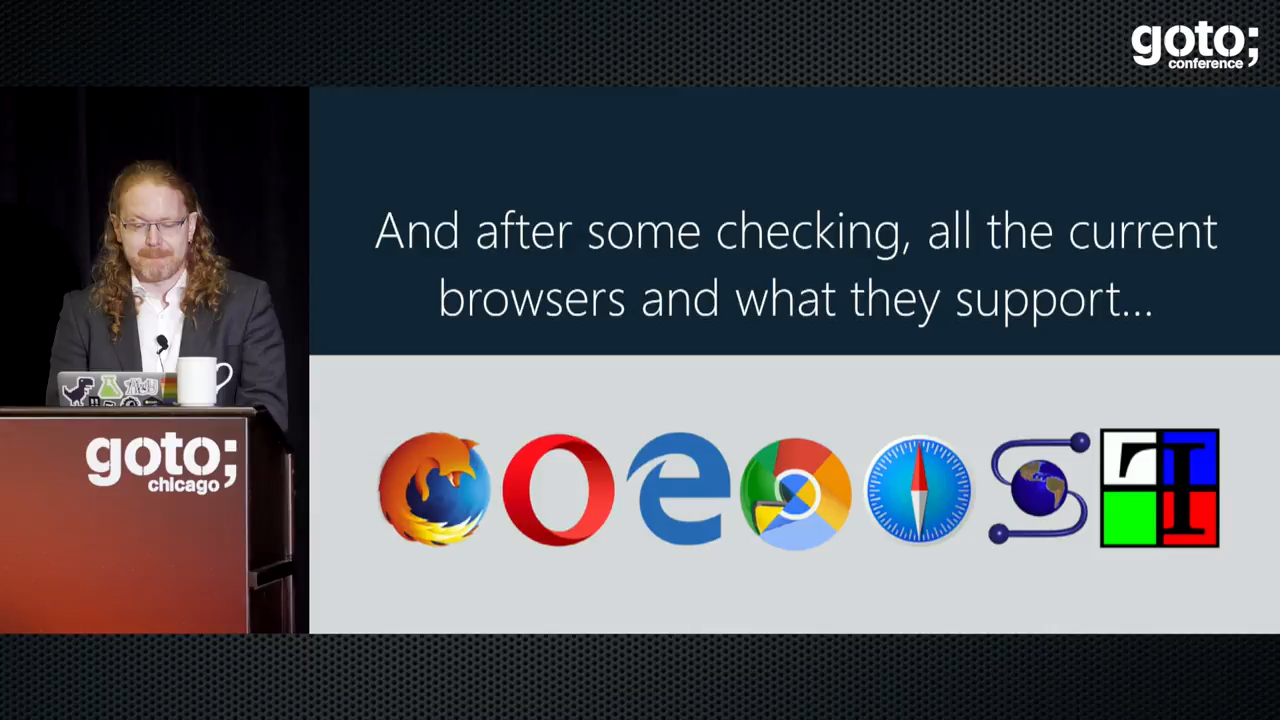 goto;
conference
And after some checking, all the current
browsers and what they support...
goto;
chicago